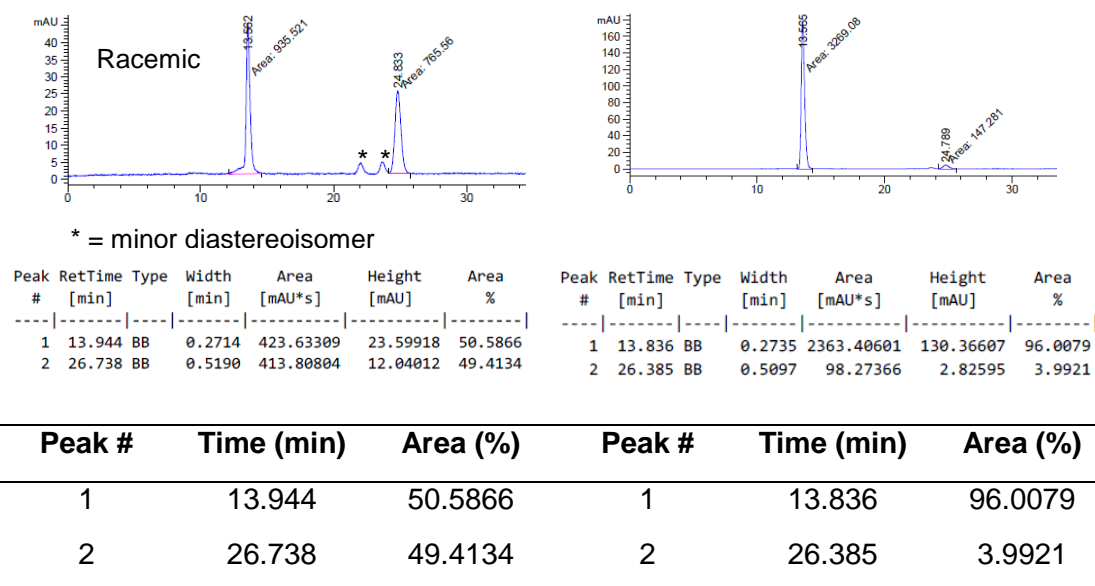 mAU
40
35
30
25
20
15
10
5
0
Racemic
13.562
Area: 935.521
24.833
Area: 765.56
* *
0 10 20 30
mAU
160
140
120
100
80
60
40
20
0
13.565
Area: 3269.08
24.789
Area: 147.281
0 10 20 30
* = minor diastereoisomer
Peak RetTime Type Width Area Height Area
# [min] [min] [mAU*s] [mAU] %
----|-------|----|-------|----------|----------|--------|
1 13.944 BB 0.2714 423.63309 23.59918 50.5866
2 26.738 BB 0.5190 413.80804 12.04012 49.4134
Peak RetTime Type Width Area Height Area
# [min] [min] [mAU*s] [mAU] %
----|-------|----|-------|----------|----------|--------|
1 13.836 BB 0.2735 2363.40601 130.36607 96.0079
2 26.385 BB 0.5097 98.27366 2.82595 3.9921
Peak # Time (min) Area (%) Peak # Time (min) Area (%)
1 13.944 50.5866 1 13.836 96.0079
2 26.738 49.4134 2 26.385 3.9921